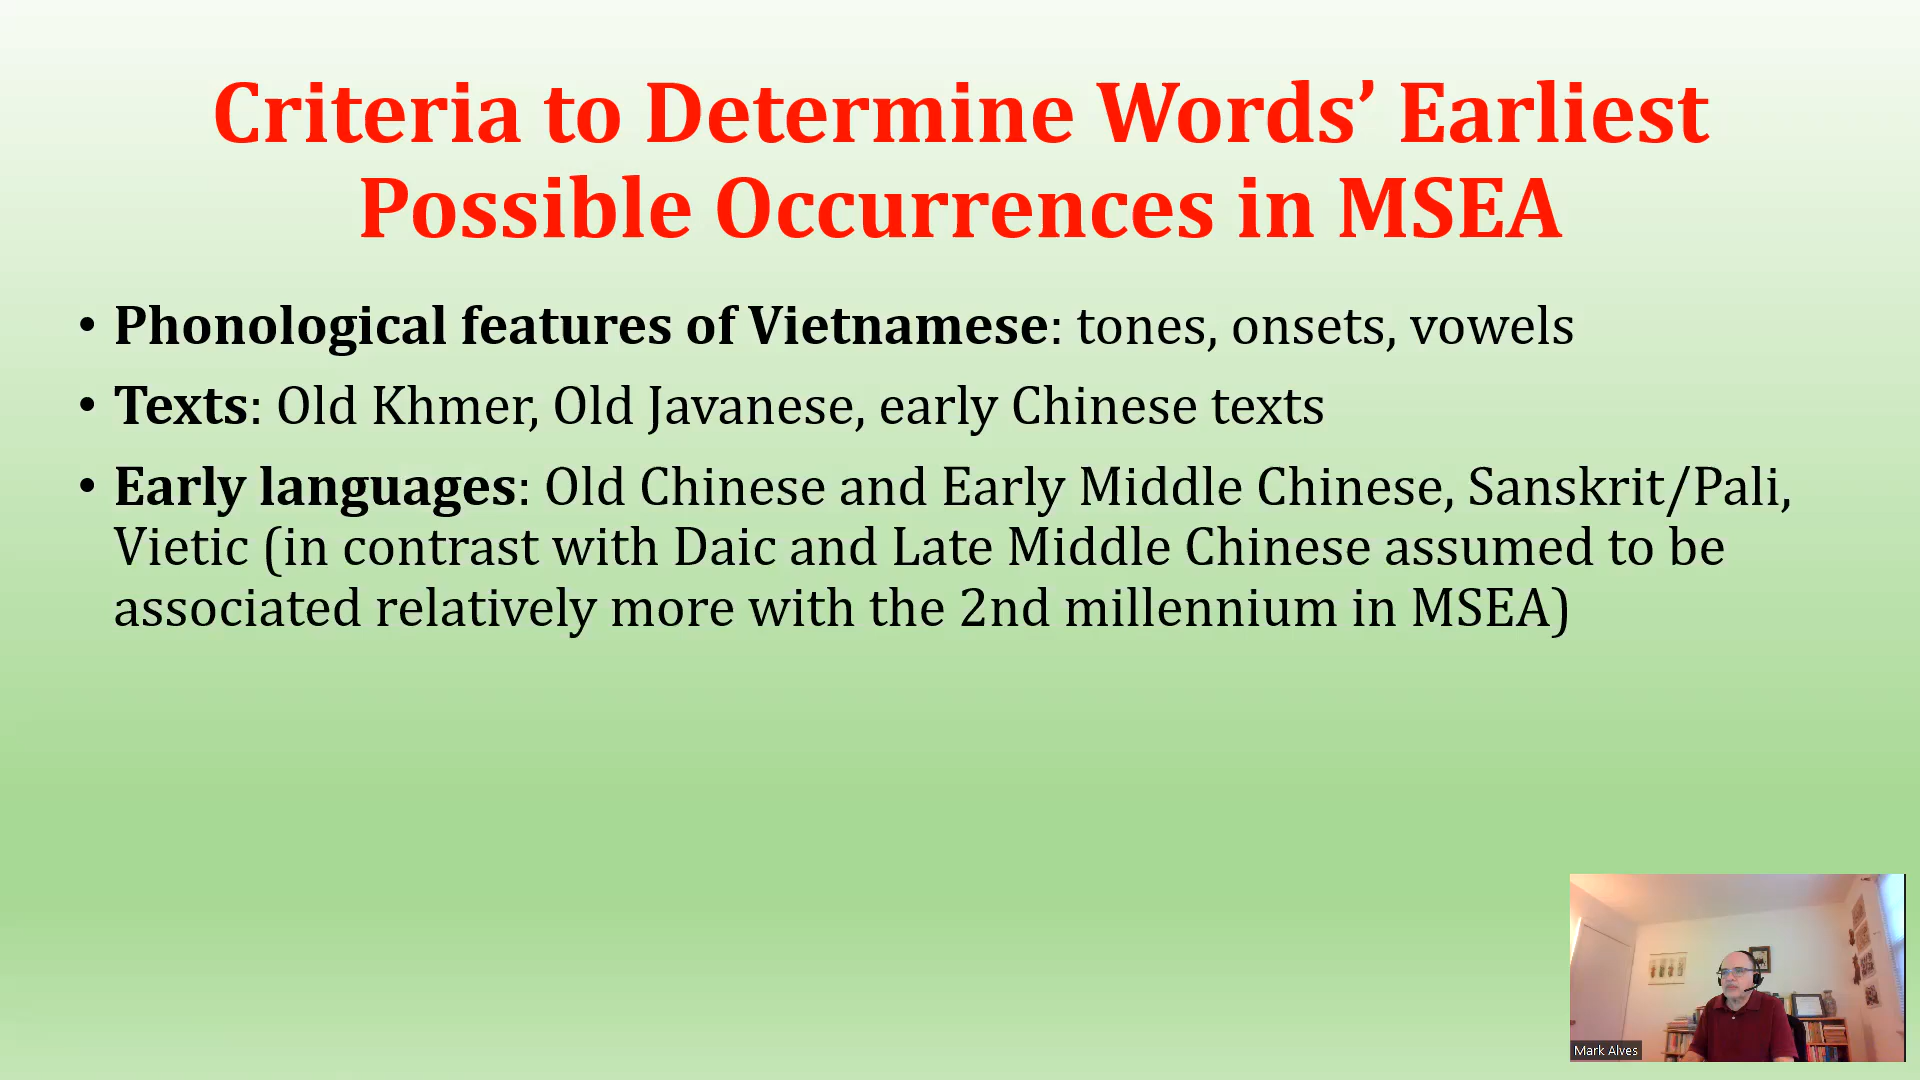 Criteria to Determine Words’ Earliest
Possible Occurrences in MSEA
• Phonological features of Vietnamese: tones, onsets, vowels
• Texts: Old Khmer, Old Javanese, early Chinese texts
• Early languages: Old Chinese and Early Middle Chinese, Sanskrit/Pali,
Vietic (in contrast with Daic and Late Middle Chinese assumed to be
associated relatively more with the 2nd millennium in MSEA)
Mark Alves